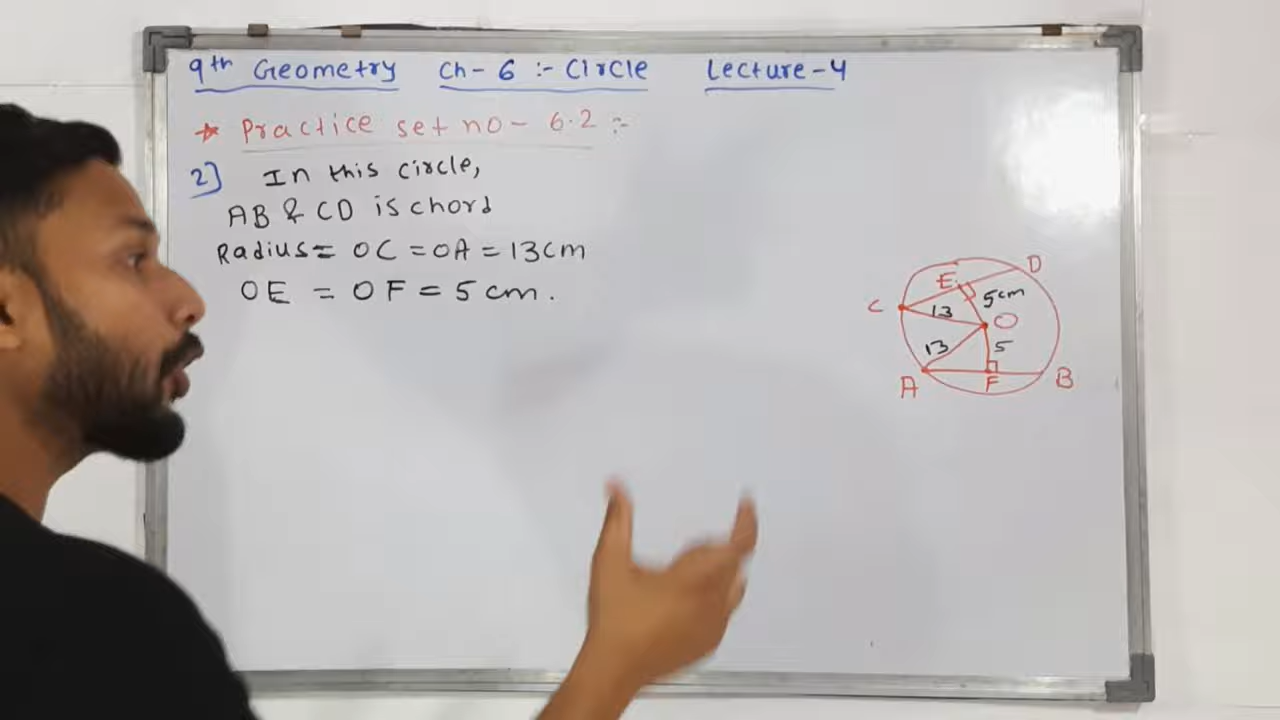 9th Geometry Ch-6 :- Circle Lecture-4
* Practice set no- 6.2 :-
2] In this circle,
AB & CD is chord
Radius = OC = OA = 13cm
OE = OF = 5 cm.
D
E
5cm
C
13
O
13
5
A
F
B